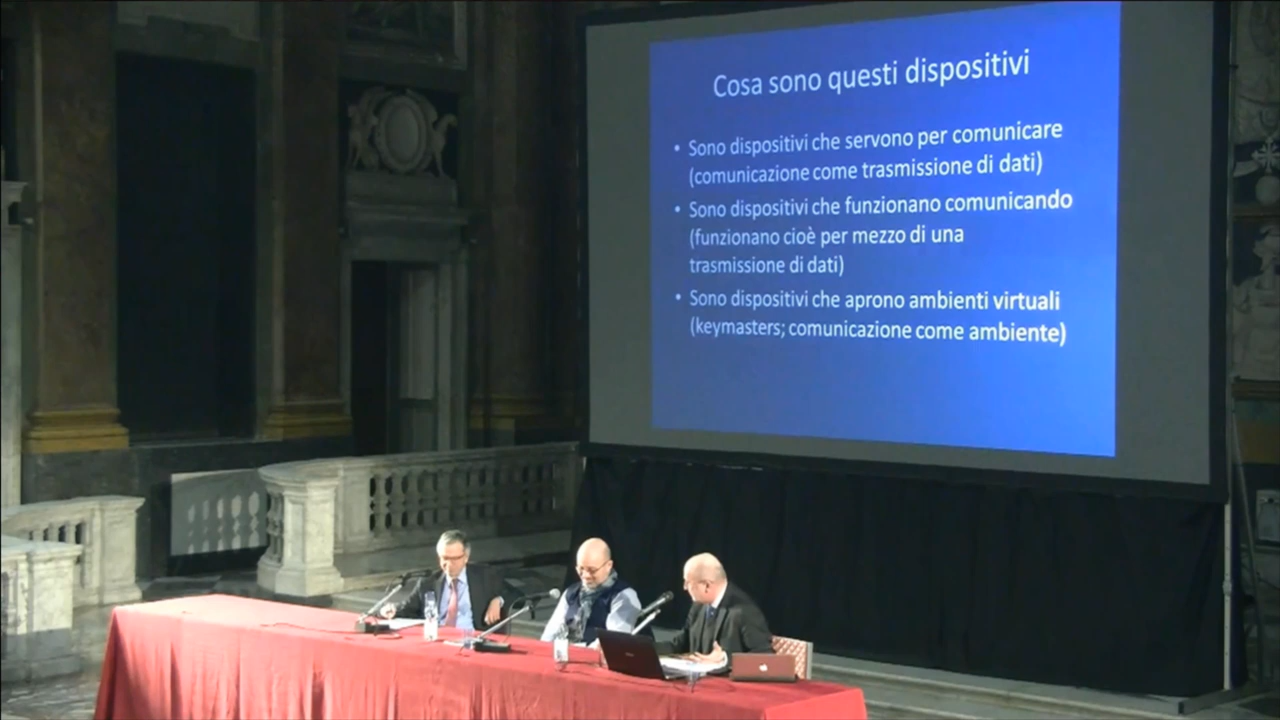 Cosa sono questi dispositivi
• Sono dispositivi che servono per comunicare
(comunicazione come trasmissione di dati)
• Sono dispositivi che funzionano comunicando
(funzionano cioè per mezzo di una
trasmissione di dati)
• Sono dispositivi che aprono ambienti virtuali
(keymasters; comunicazione come ambiente)